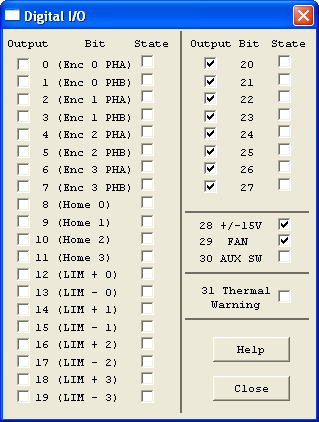 Digital I/O
Output Bit State
0 (Enc 0 PHA)
1 (Enc 0 PHB)
2 (Enc 1 PHA)
3 (Enc 1 PHB)
4 (Enc 2 PHA)
5 (Enc 2 PHB)
6 (Enc 3 PHA)
7 (Enc 3 PHB)
8 (Home 0)
9 (Home 1)
10 (Home 2)
11 (Home 3)
12 (LIM + 0)
13 (LIM - 0)
14 (LIM + 1)
15 (LIM - 1)
16 (LIM + 2)
17 (LIM - 2)
18 (LIM + 3)
19 (LIM - 3)
Output Bit State
20
21
22
23
24
25
26
27
28 +/-15V
29 FAN
30 AUX SW
31 Thermal
Warning
Help
Close